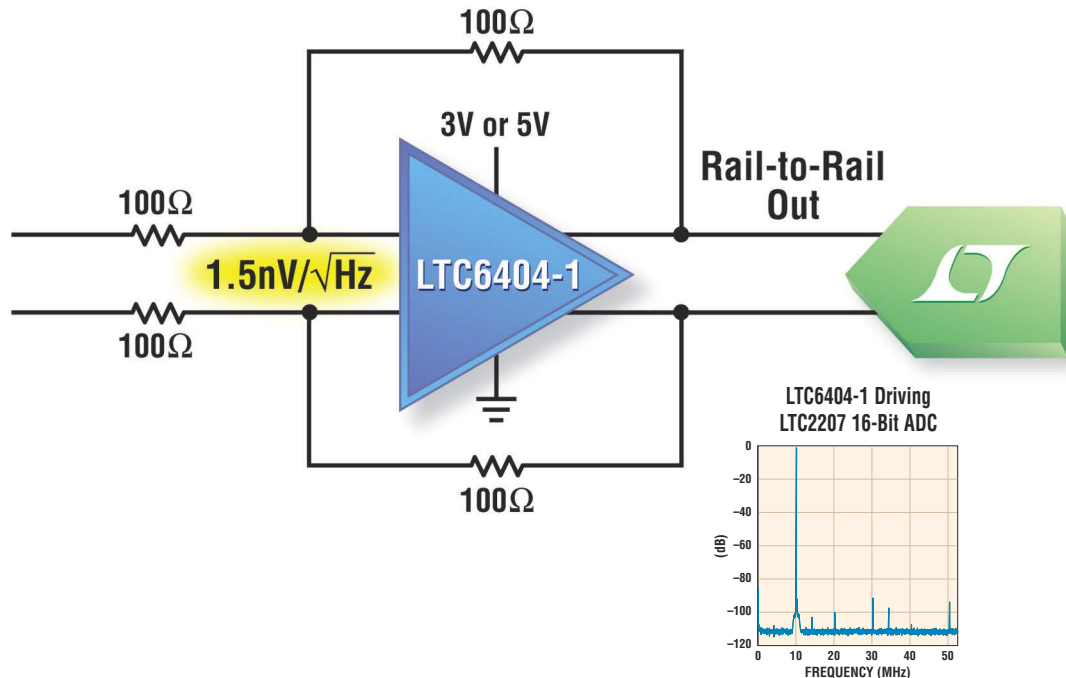 100Ω
3V or 5V
Rail-to-Rail
Out
100Ω
1.5nV/√Hz
LTC6404-1
100Ω
100Ω
LTC6404-1 Driving
LTC2207 16-Bit ADC
0
–20
–40
–60
–80
–100
–120
(dB)
0 10 20 30 40 50
FREQUENCY (MHz)